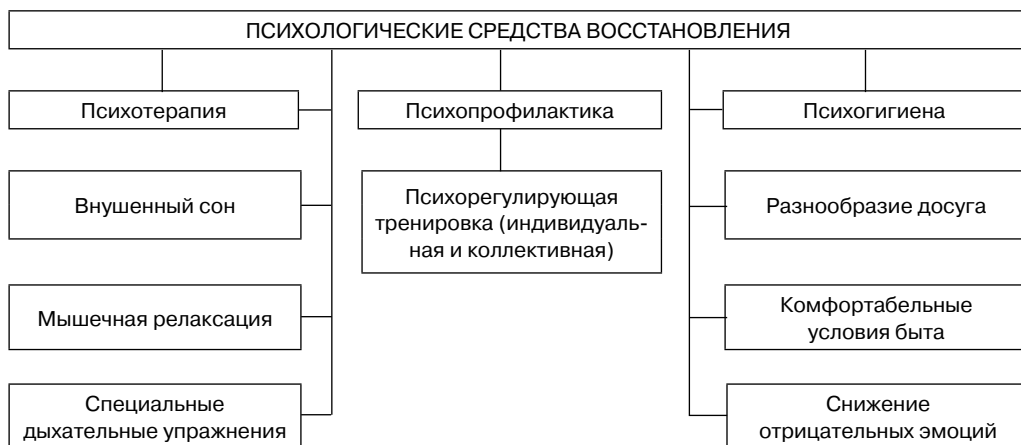 ПСИХОЛОГИЧЕСКИЕ СРЕДСТВА ВОССТАНОВЛЕНИЯ
Психотерапия
Психопрофилактика
Психогигиена
Внушенный сон
Психорегулирующая
тренировка (индивидуаль-
ная и коллективная)
Разнообразие досуга
Мышечная релаксация
Комфортабельные
условия быта
Специальные
дыхательные упражнения
Снижение
отрицательных эмоций